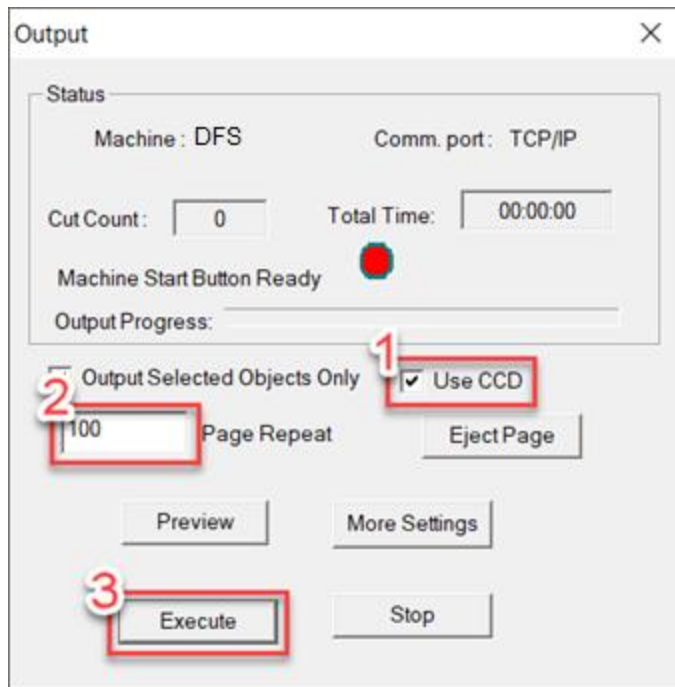 Output
Status
Machine : DFS Comm. port : TCP/IP
Cut Count : 0 Total Time: 00:00:00
Machine Start Button Ready
Output Progress:
1
Output Selected Objects Only Use CCD
2
100 Page Repeat Eject Page
Preview More Settings
3
Execute Stop